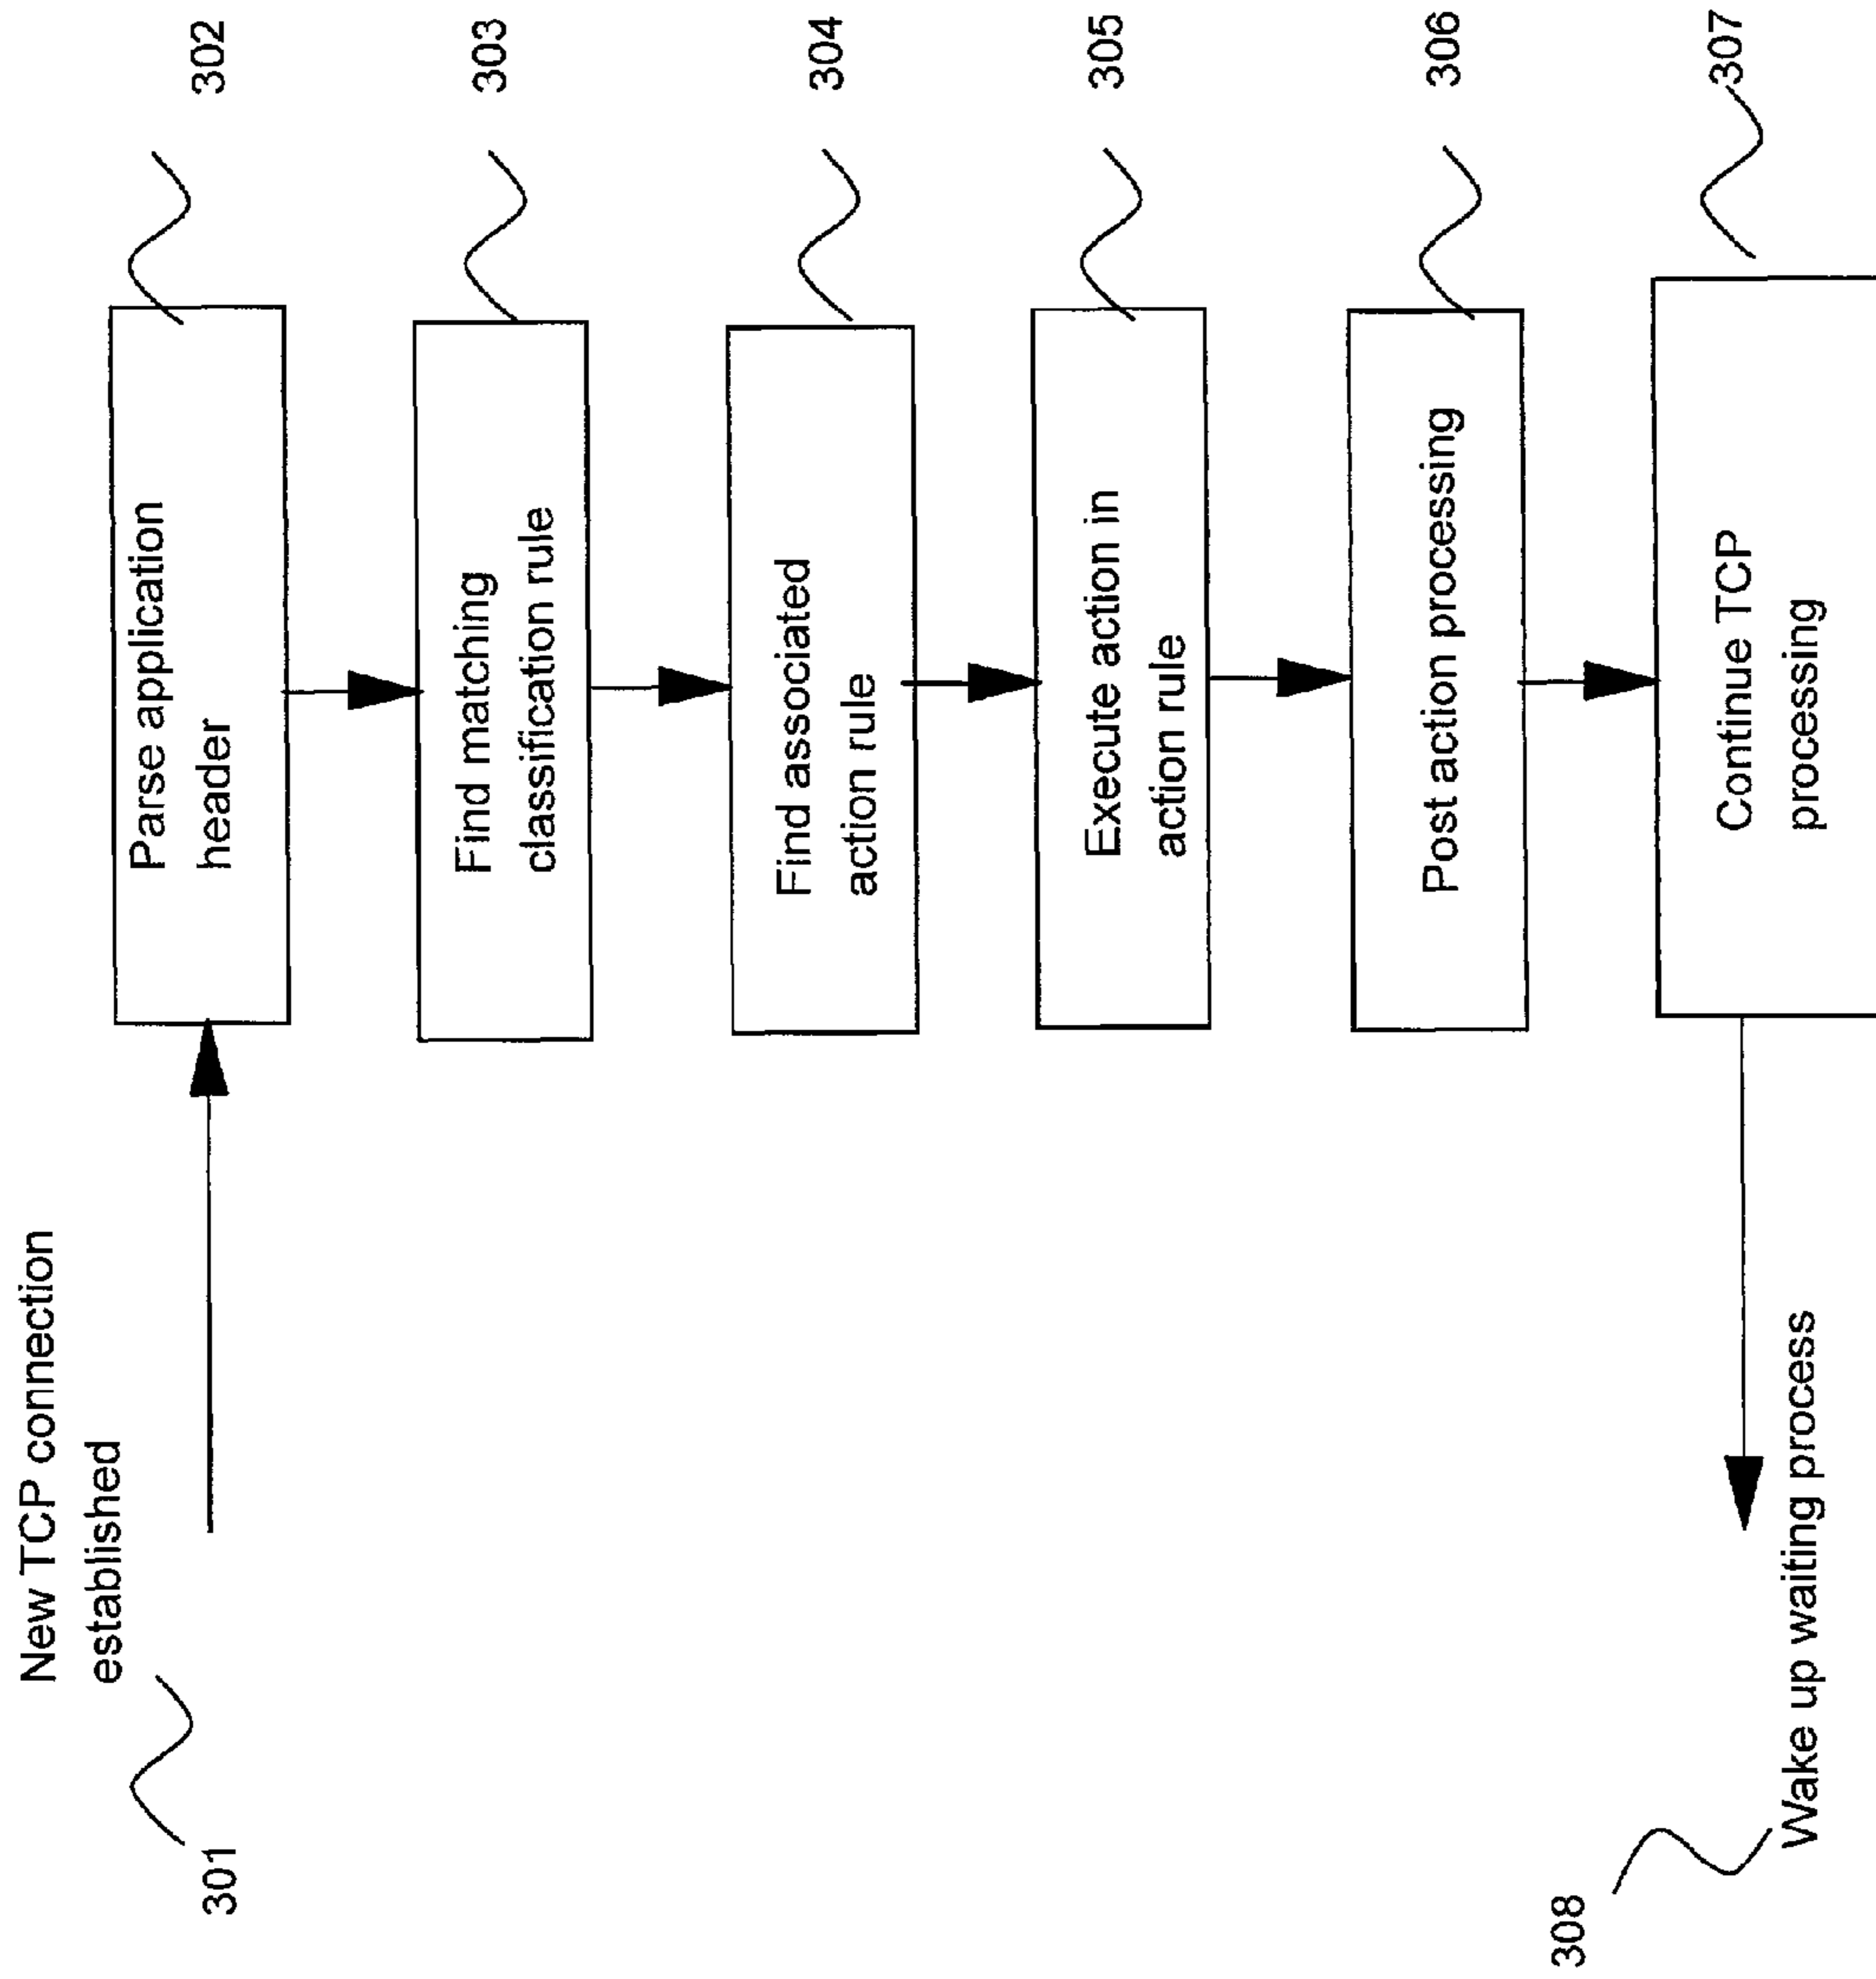 New TCP connection
established
301
Parse application
header
302
Find matching
classification rule
303
Find associated
action rule
304
Execute action in
action rule
305
Post action processing
306
Continue TCP
processing
307
308
Wake up waiting process